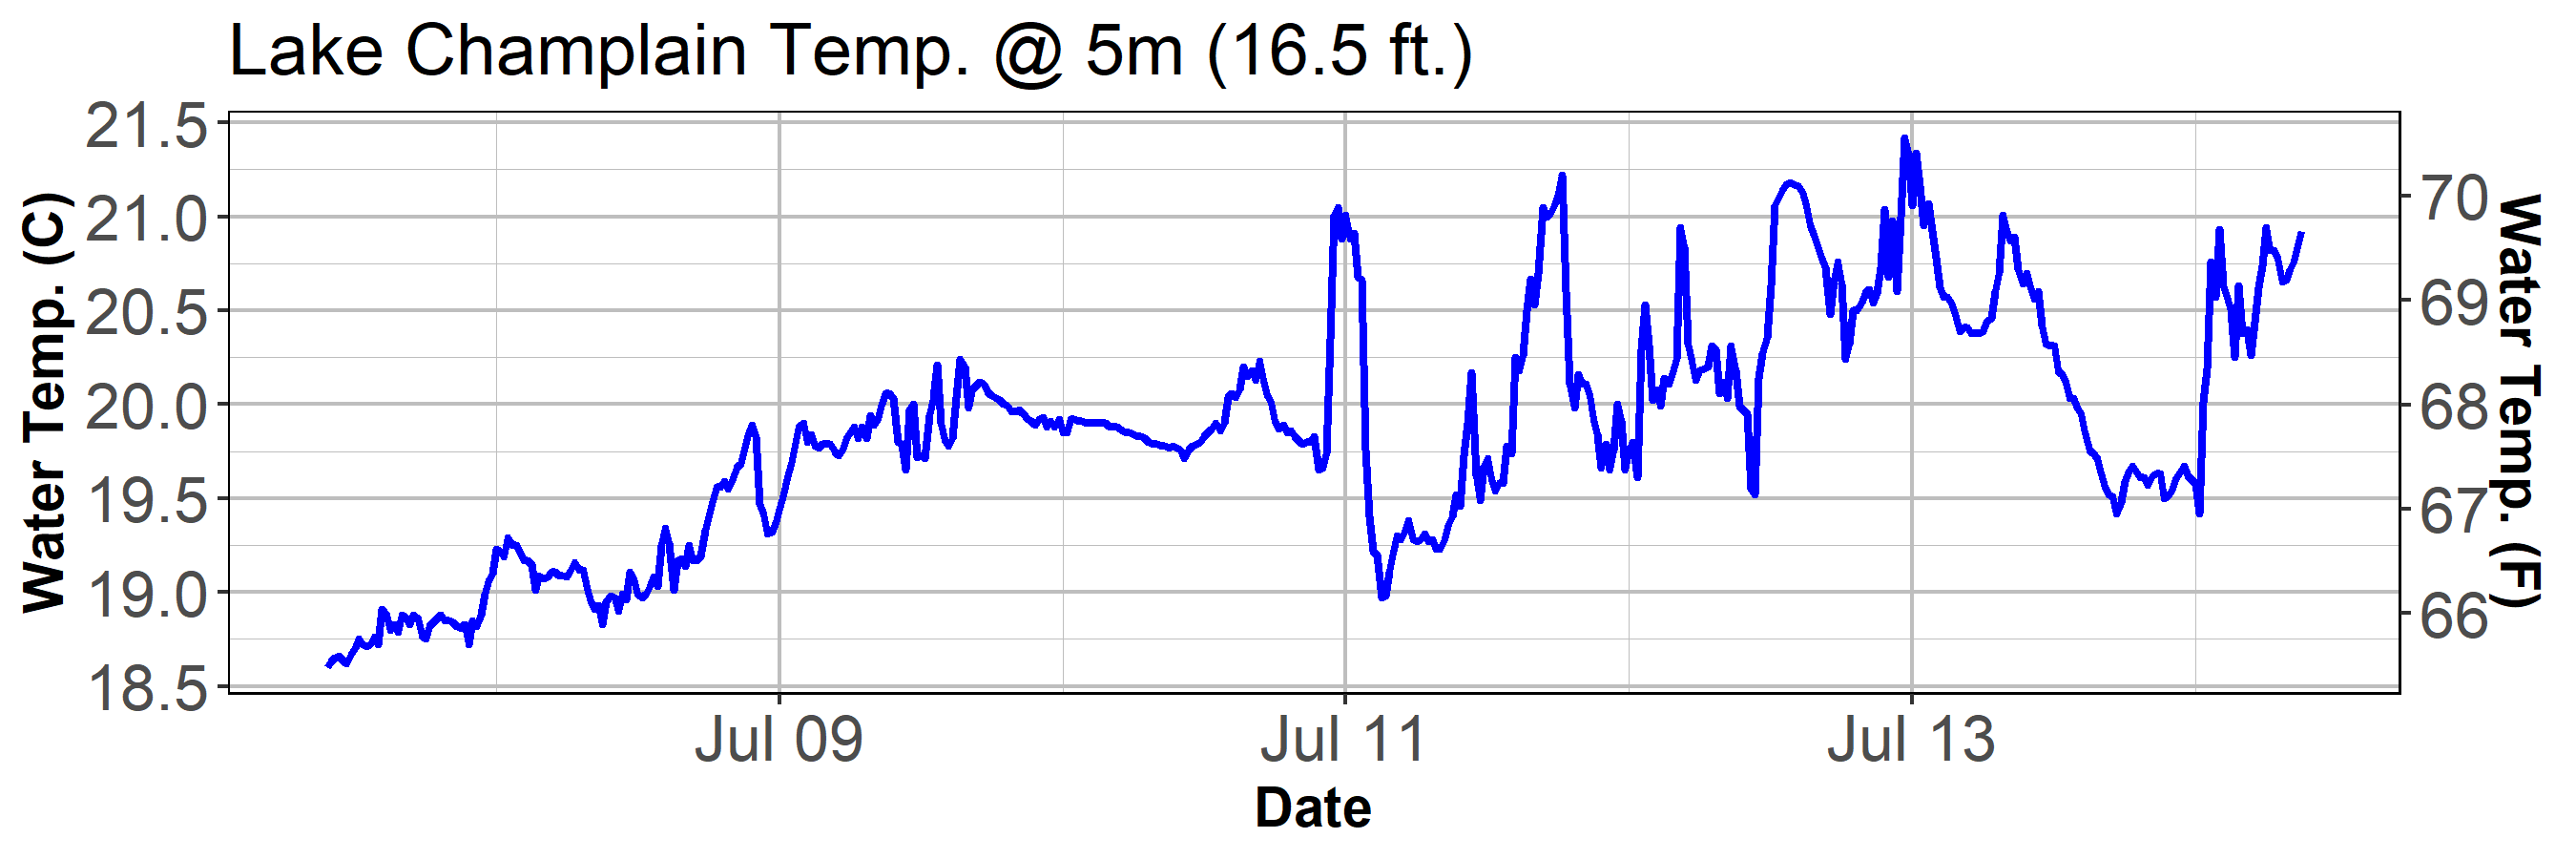 Lake Champlain Temp. @ 5m (16.5 ft.)
Water Temp. (C)
21.5
21.0
20.5
20.0
19.5
19.0
18.5
70
69
68
67
66
Water Temp. (F)
Jul 09 Jul 11 Jul 13
Date